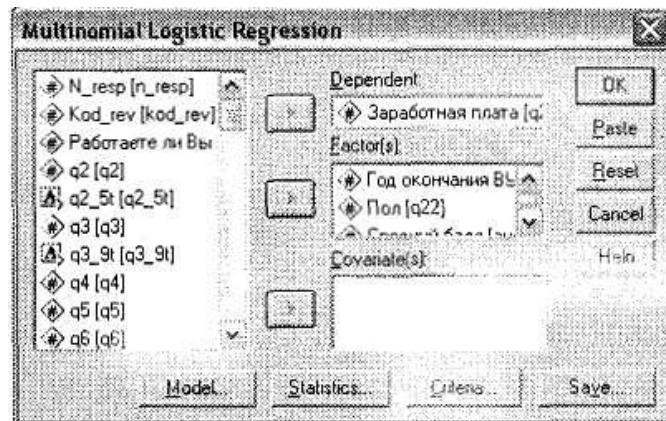 Multinomial Logistic Regression
N_resp [n_resp]
Kod_rev [kod_rev]
Работаете ли Вы
q2 [q2]
q2_5t [q2_5t]
q3 [q3]
q3_9t [q3_9t]
q4 [q4]
q5 [q5]
q6 [q6]
Dependent
Заработная плата [q
Factor(s):
Год окончания ВУ
Пол [q22]
Средний балл
Covariate(s):
OK
Paste
Reset
Cancel
Help
Model...
Statistics...
Criteria...
Save...